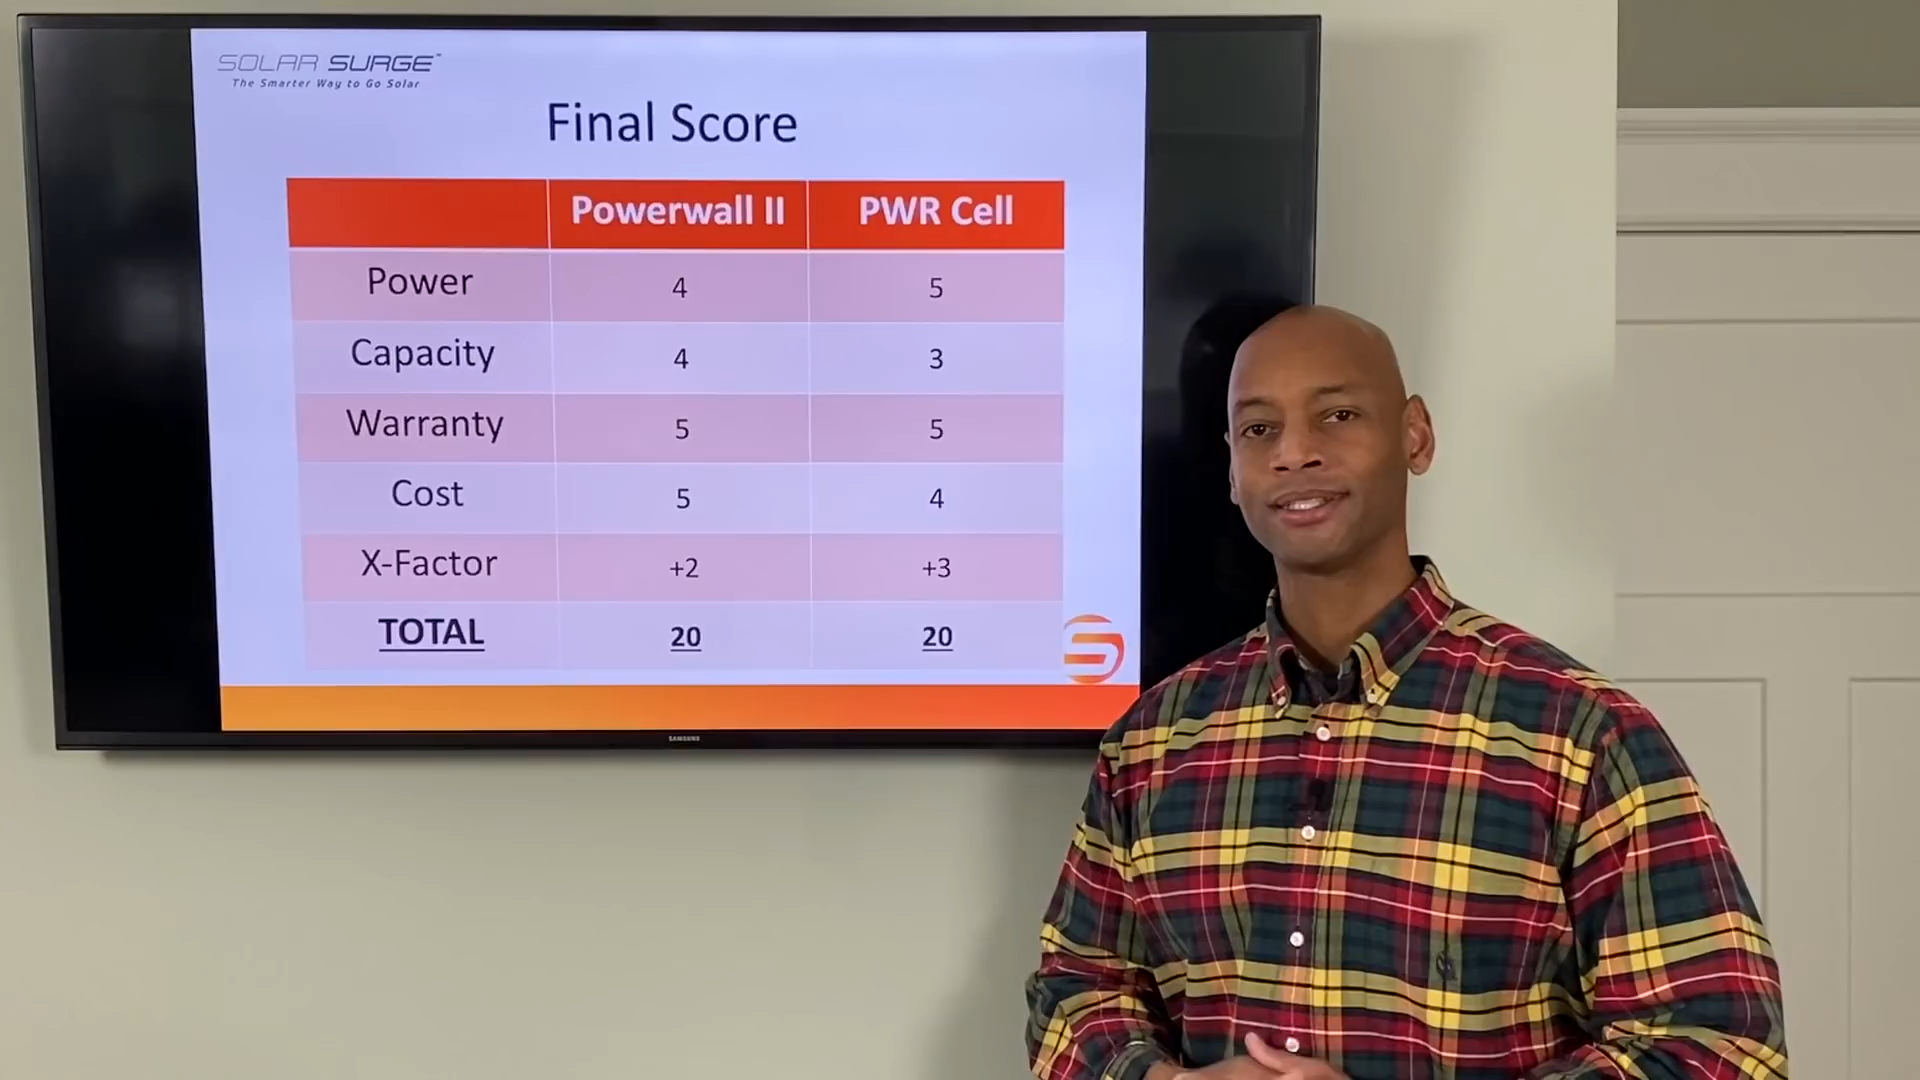 SOLAR SURGE™
The Smarter Way to Go Solar
Final Score
Powerwall II PWR Cell
Power 4 5
Capacity 4 3
Warranty 5 5
Cost 5 4
X-Factor +2 +3
TOTAL 20 20
SAMSUNG